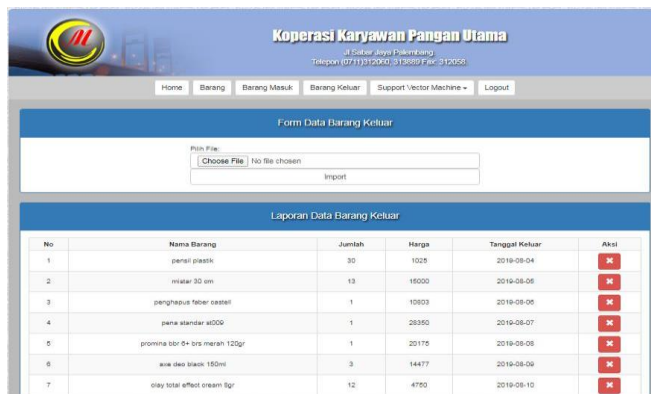 Koperasi Karyawan Pangan Utama
Jl Sabar Jaya Palembang
Telepon (0711)312060, 313889 Fax: 312058
Home Barang Barang Masuk Barang Keluar Support Vector Machine Logout
Form Data Barang Keluar
Pilih File:
Choose File No file chosen
Import
Laporan Data Barang Keluar
No Nama Barang Jumlah Harga Tanggal Keluar Aksi
1 pensil plastik 30 1025 2019-08-04
2 mistar 30 cm 13 15000 2019-08-05
3 penghapus faber castell 1 10803 2019-08-06
4 pena standar st009 1 28350 2019-08-07
5 promina bbr 6+ brs merah 120gr 1 20175 2019-08-08
6 axe deo black 150ml 3 14477 2019-08-09
7 olay total effect cream 8gr 12 4750 2019-08-10